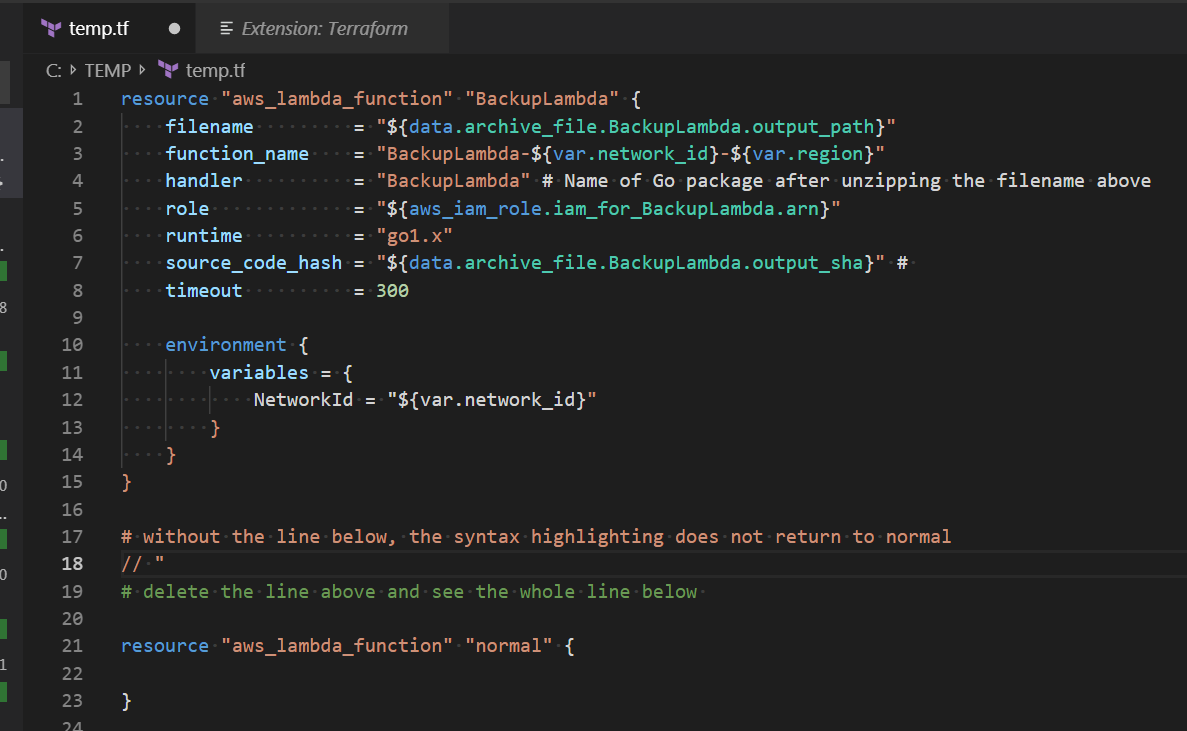 temp.tf ● Extension: Terraform
C: TEMP temp.tf
1 resource "aws_lambda_function" "BackupLambda" {
2 filename = "${data.archive_file.BackupLambda.output_path}"
3 function_name = "BackupLambda-${var.network_id}-${var.region}"
4 handler = "BackupLambda" # Name of Go package after unzipping the filename above
5 role = "${aws_iam_role.iam_for_BackupLambda.arn}"
6 runtime = "go1.x"
7 source_code_hash = "${data.archive_file.BackupLambda.output_sha}" #
8 timeout = 300
9
10 environment {
11 variables = {
12 NetworkId = "${var.network_id}"
13 }
14 }
15 }
16
17 # without the line below, the syntax highlighting does not return to normal
18 // "
19 # delete the line above and see the whole line below
20
21 resource "aws_lambda_function" "normal" {
22
23 }
24